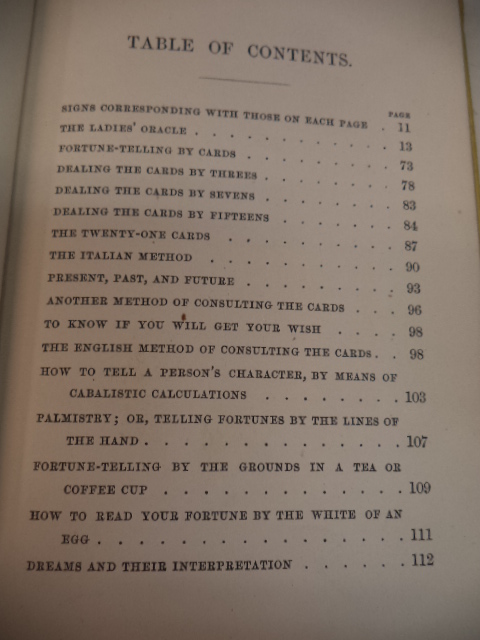 TABLE OF CONTENTS.
PAGE
SIGNS CORRESPONDING WITH THOSE ON EACH PAGE . 11
THE LADIES' ORACLE . . . . . . . . . . 13
FORTUNE-TELLING BY CARDS . . . . . . . . 73
DEALING THE CARDS BY THREES . . . . . . . 78
DEALING THE CARDS BY SEVENS . . . . . . . 83
DEALING THE CARDS BY FIFTEENS . . . . . . 84
THE TWENTY-ONE CARDS . . . . . . . . 87
THE ITALIAN METHOD . . . . . . . . . 90
PRESENT, PAST, AND FUTURE . . . . . . . . 93
ANOTHER METHOD OF CONSULTING THE CARDS . . . 96
TO KNOW IF YOU WILL GET YOUR WISH . . . . 98
THE ENGLISH METHOD OF CONSULTING THE CARDS . . 98
HOW TO TELL A PERSON'S CHARACTER, BY MEANS OF
CABALISTIC CALCULATIONS . . . . . . . . 103
PALMISTRY; OR, TELLING FORTUNES BY THE LINES OF
THE HAND . . . . . . . . . . . . 107
FORTUNE-TELLING BY THE GROUNDS IN A TEA OR
COFFEE CUP . . . . . . . . . . . . 109
HOW TO READ YOUR FORTUNE BY THE WHITE OF AN
EGG . . . . . . . . . . . . . . . 111
DREAMS AND THEIR INTERPRETATION . . . . . . 112